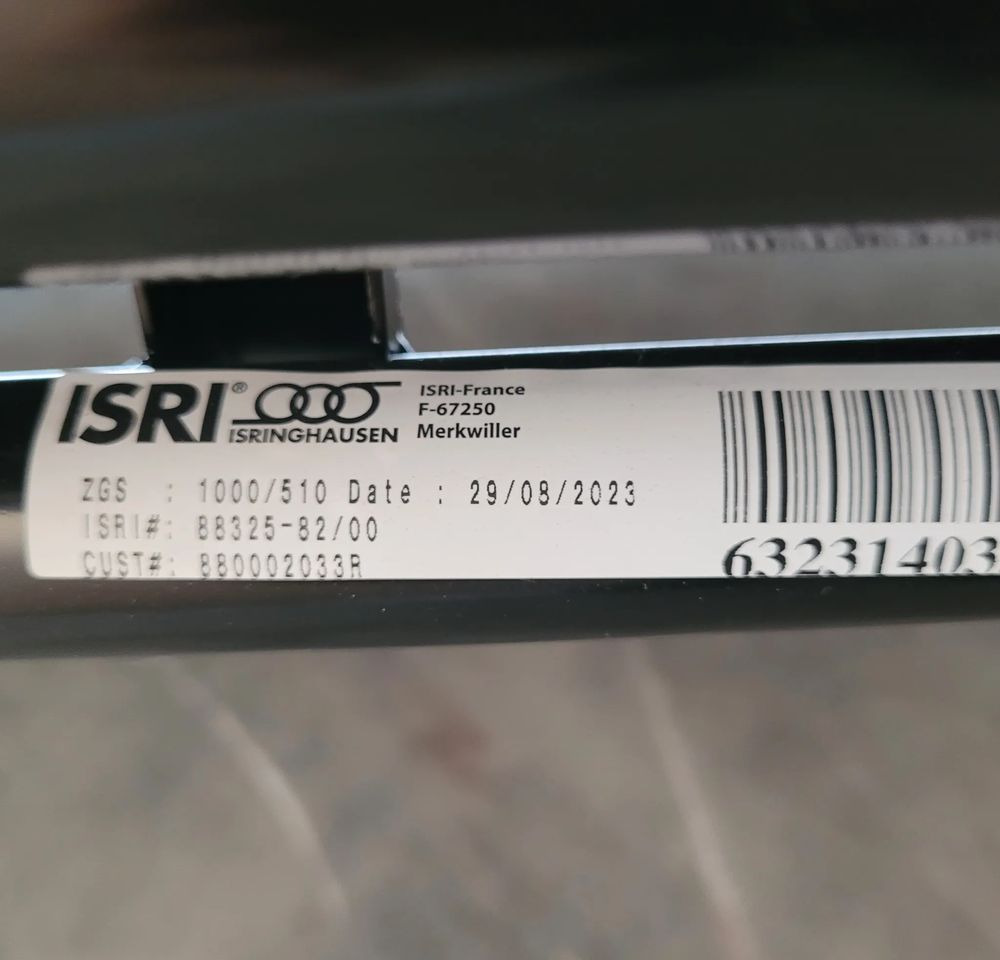 ISRI® ISRINGHAUSEN
ISRI-France
F-67250
Merkwiller
ZGS : 1000/510 Date : 29/08/2023
ISRI#: 88325-82/00
CUST#: 880002033R
63231403